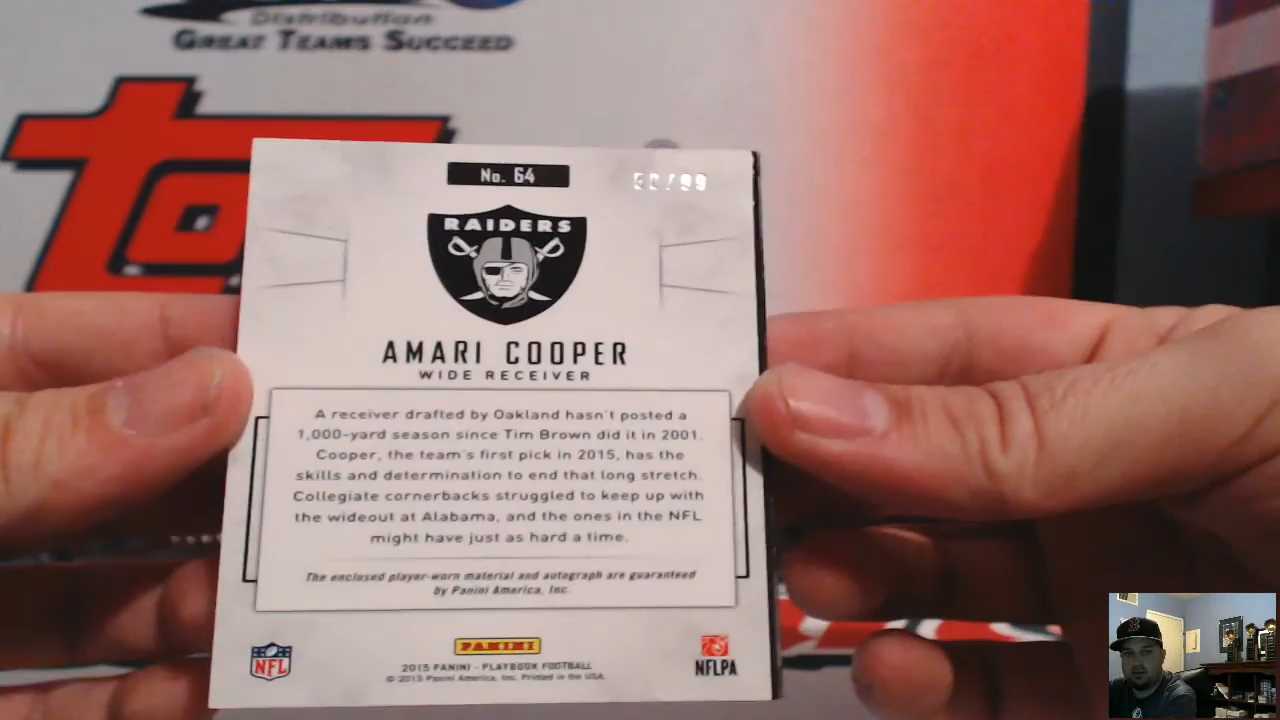 Distribution
GREAT TEAMS SUCCEED
No. 64
RAIDERS
AMARI COOPER
WIDE RECEIVER
A receiver drafted by Oakland hasn't posted a
1,000-yard season since Tim Brown did it in 2001.
Cooper, the team's first pick in 2015, has the
skills and determination to end that long stretch.
Collegiate cornerbacks struggled to keep up with
the wideout at Alabama, and the ones in the NFL
might have just as hard a time.
The enclosed player-worn material and autograph are guaranteed
by Panini America, Inc.
NFL
PANINI
NFLPA
2015 PANINI - PLAYBOOK FOOTBALL
© 2015 Panini America, Inc. Printed in the USA.